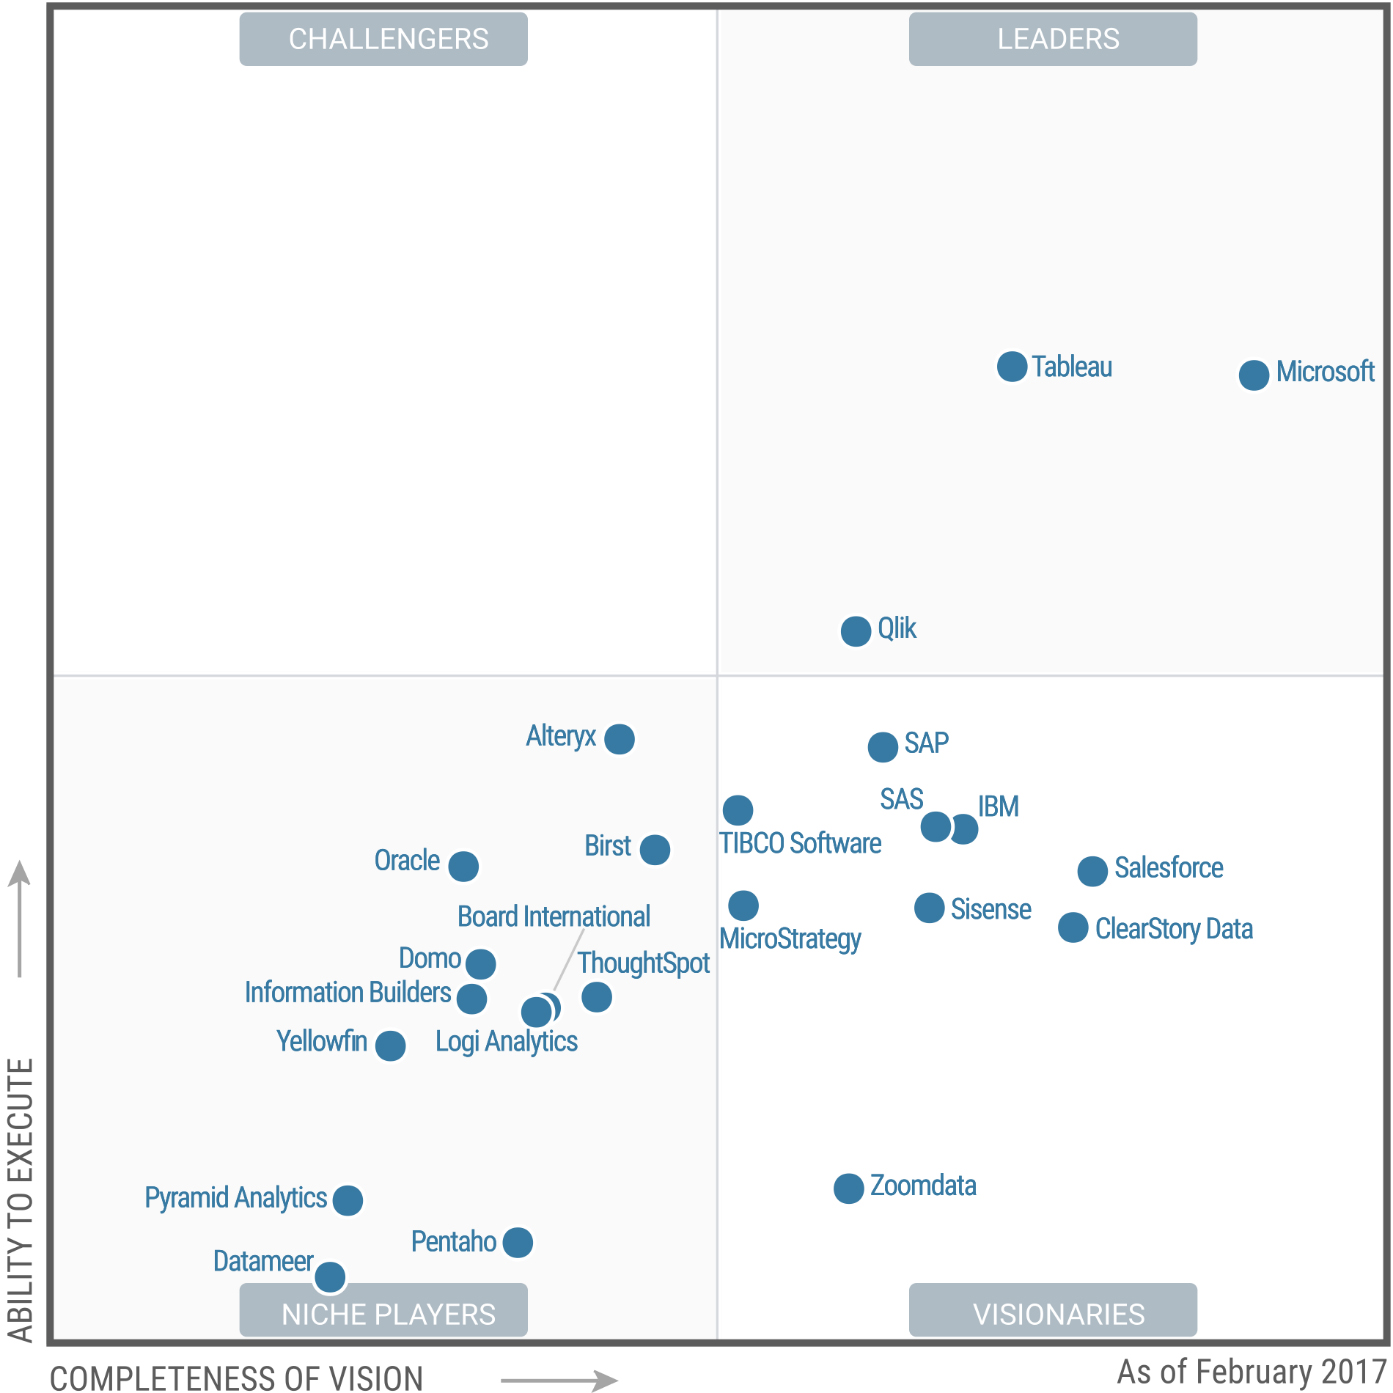 CHALLENGERS
LEADERS
Tableau
Microsoft
Qlik
Alteryx
SAP
SAS
IBM
TIBCO Software
Birst
Oracle
Salesforce
Board International
Sisense
MicroStrategy
ClearStory Data
Domo
ThoughtSpot
Information Builders
Yellowfin
Logi Analytics
Pyramid Analytics
Zoomdata
Pentaho
Datameer
NICHE PLAYERS
VISIONARIES
ABILITY TO EXECUTE
COMPLETENESS OF VISION
As of February 2017